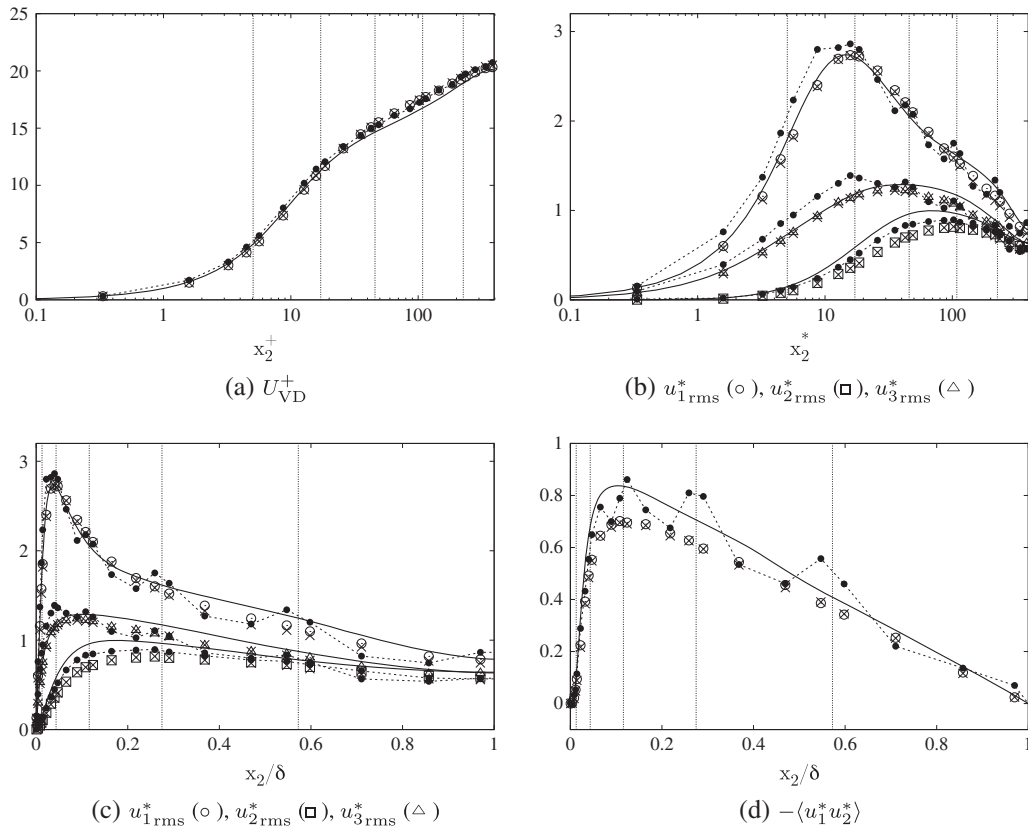 25
20
15
10
5
0
0.1 1 10 100
x₂⁺
(a) U⁺VD
3
2
1
0
0.1 1 10 100
x₂*
(b) u*₁rms (○), u*₂rms (□), u*₃rms (△)
3
2
1
0
0 0.2 0.4 0.6 0.8 1
x₂/δ
(c) u*₁rms (○), u*₂rms (□), u*₃rms (△)
1
0.8
0.6
0.4
0.2
0
0 0.2 0.4 0.6 0.8 1
x₂/δ
(d) −⟨u*₁u*₂⟩